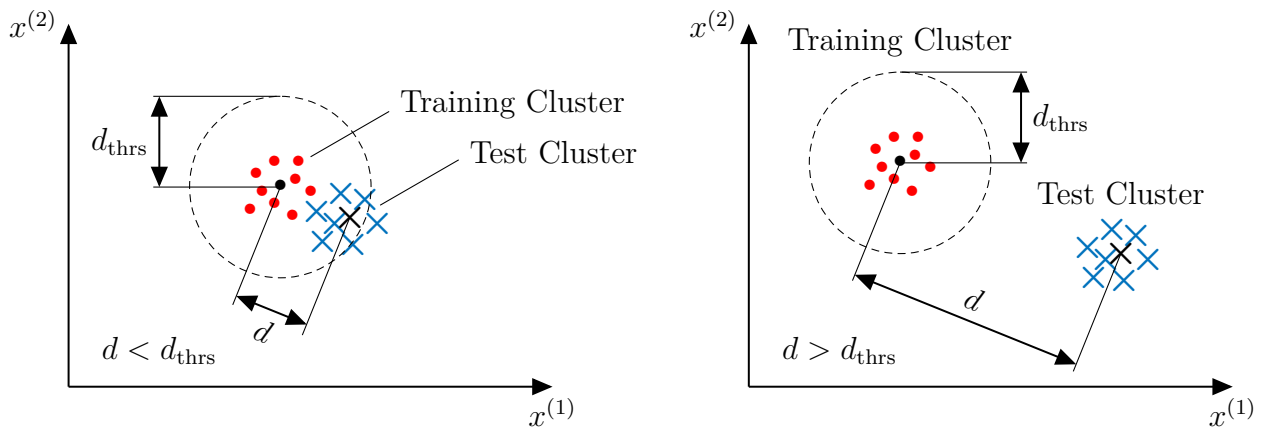 x⁽²⁾
Training Cluster
d_thrs
Test Cluster
d
d < d_thrs
x⁽¹⁾
x⁽²⁾
Training Cluster
d_thrs
Test Cluster
d
d > d_thrs
x⁽¹⁾